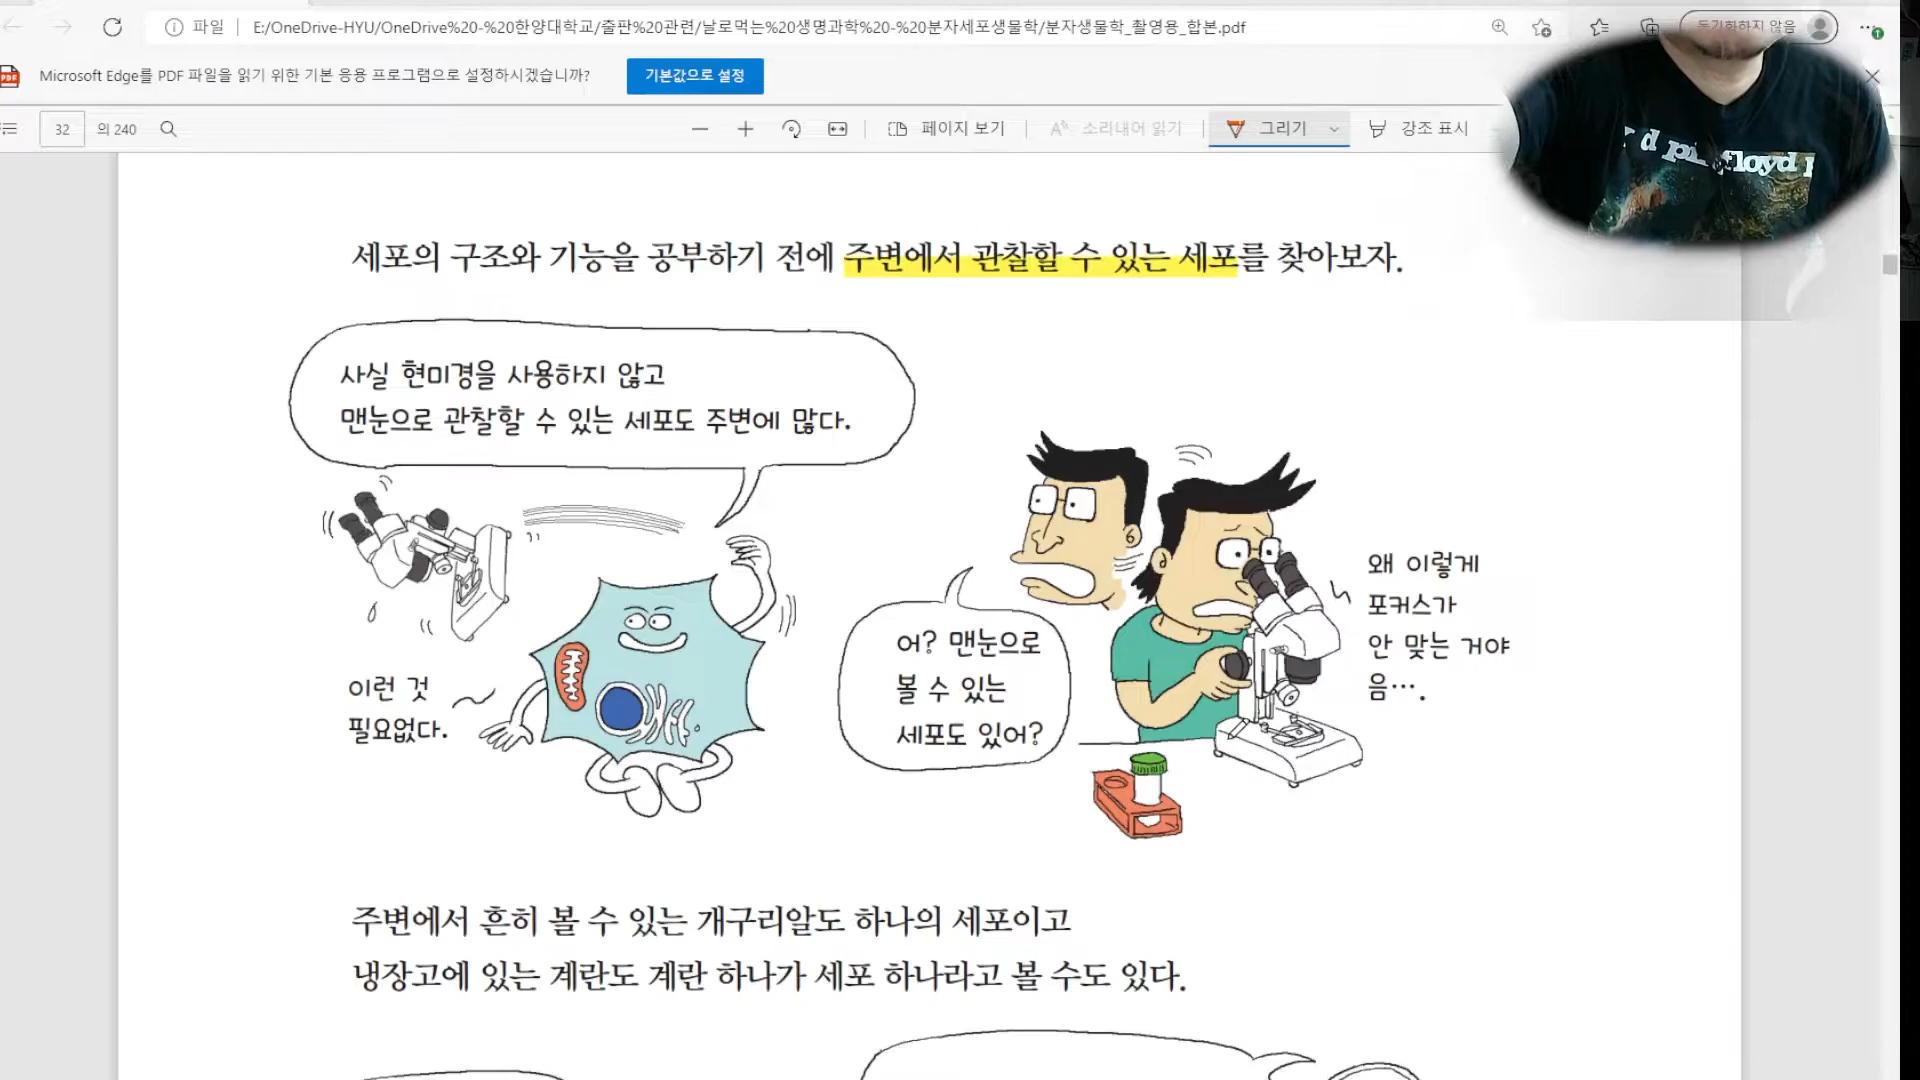 파일
E:/OneDrive-HYU/OneDrive%20-%20한양대학교/출판%20관련/날로먹는%20생명과학%20-%20분자세포생물학/분자생물학_촬영용_합본.pdf
동기화하지 않음
PDF
Microsoft Edge를 PDF 파일을 읽기 위한 기본 응용 프로그램으로 설정하시겠습니까?
기본값으로 설정
32 의 240
페이지 보기
소리내어 읽기
그리기
강조 표시
floyd
세포의 구조와 기능을 공부하기 전에 주변에서 관찰할 수 있는 세포를 찾아보자.
사실 현미경을 사용하지 않고
맨눈으로 관찰할 수 있는 세포도 주변에 많다.
이런 것
필요없다.
어? 맨눈으로
볼 수 있는
세포도 있어?
왜 이렇게
포커스가
안 맞는 거야
음….
주변에서 흔히 볼 수 있는 개구리알도 하나의 세포이고
냉장고에 있는 계란도 계란 하나가 세포 하나라고 볼 수도 있다.